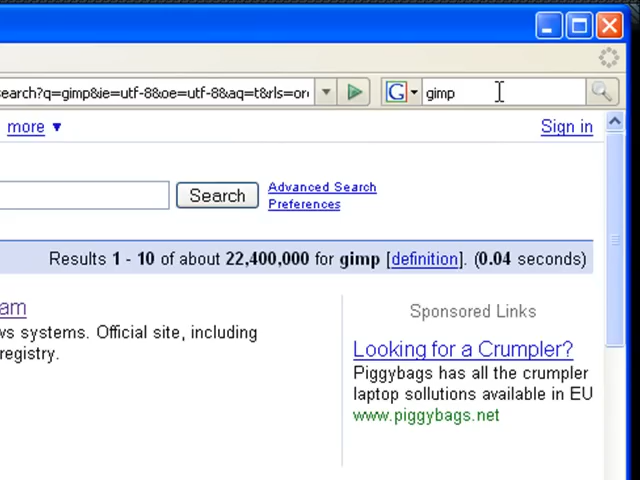 earch?q=gimp&ie=utf-8&oe=utf-8&aq=t&rls=or
G gimp
more ▼ Sign in
Search Advanced Search
Preferences
Results 1 - 10 of about 22,400,000 for gimp [definition]. (0.04 seconds)
am
ws systems. Official site, including
registry.
Sponsored Links
Looking for a Crumpler?
Piggybags has all the crumpler
laptop sollutions available in EU
www.piggybags.net